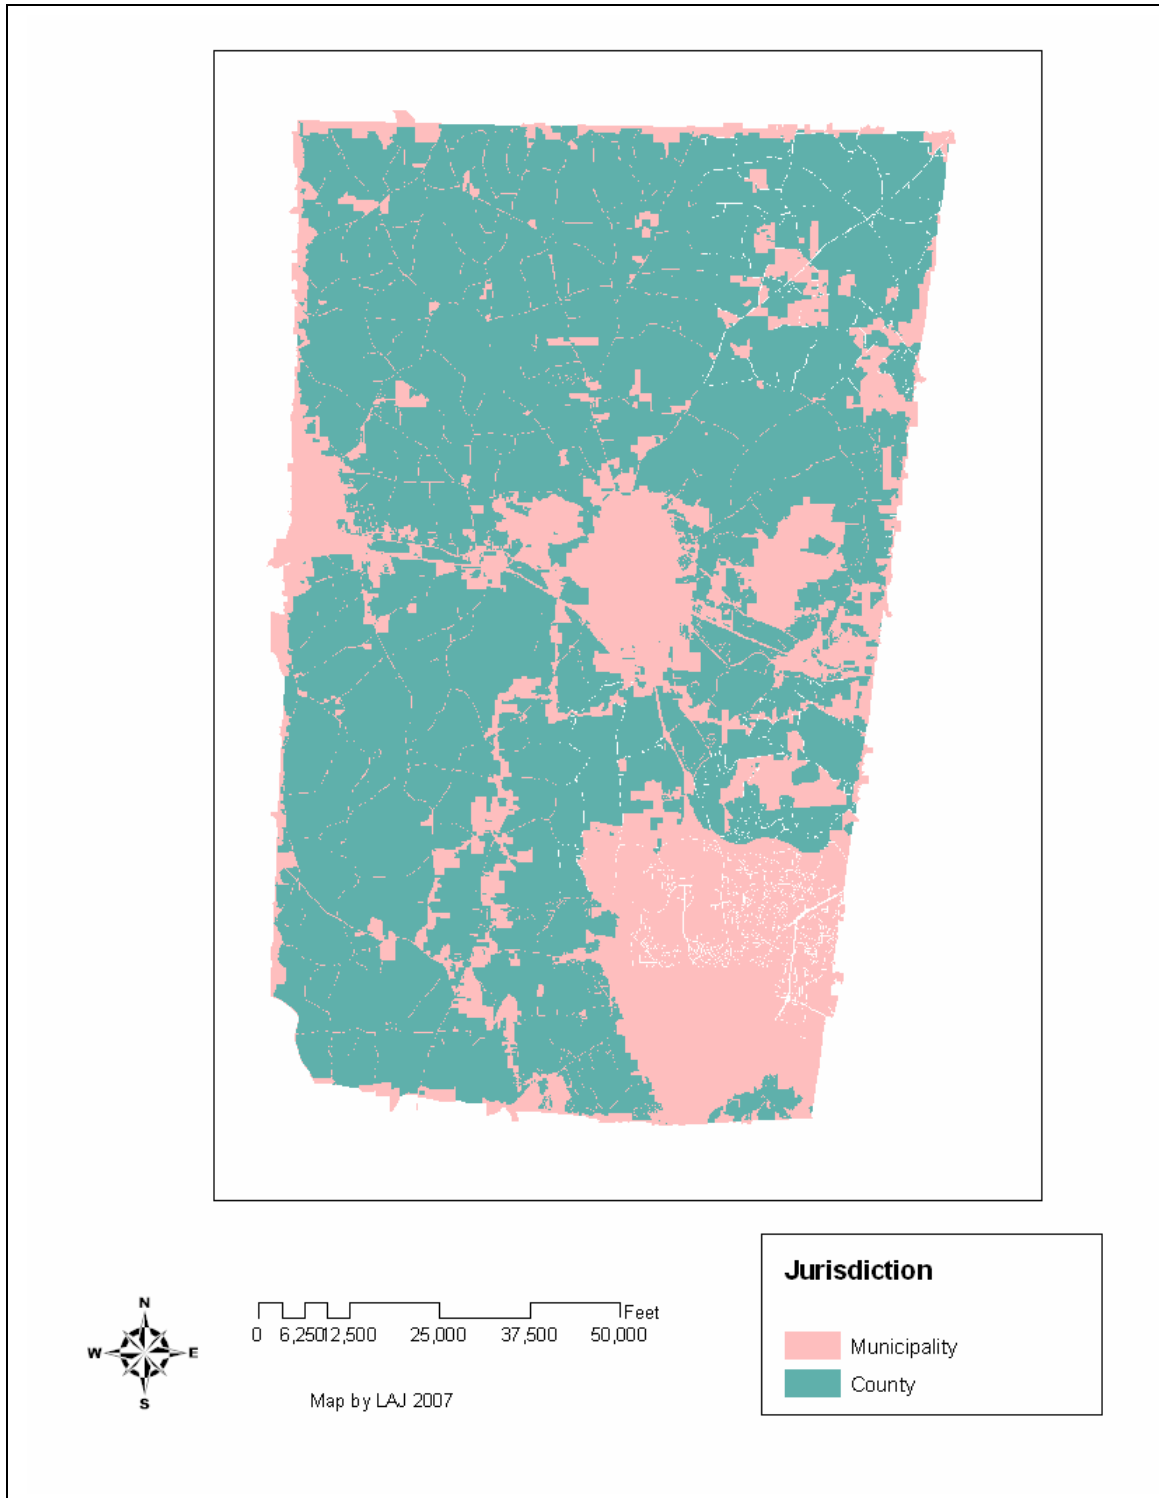 Jurisdiction
Municipality
County
N
W E
S
Feet
0 6,250 12,500 25,000 37,500 50,000
Map by LAJ 2007